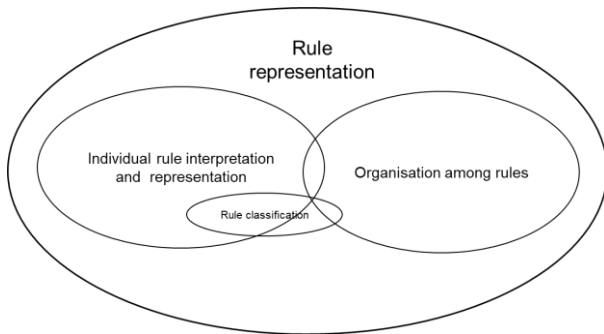 Rule
representation
Individual rule interpretation
and representation
Organisation among rules
Rule classification